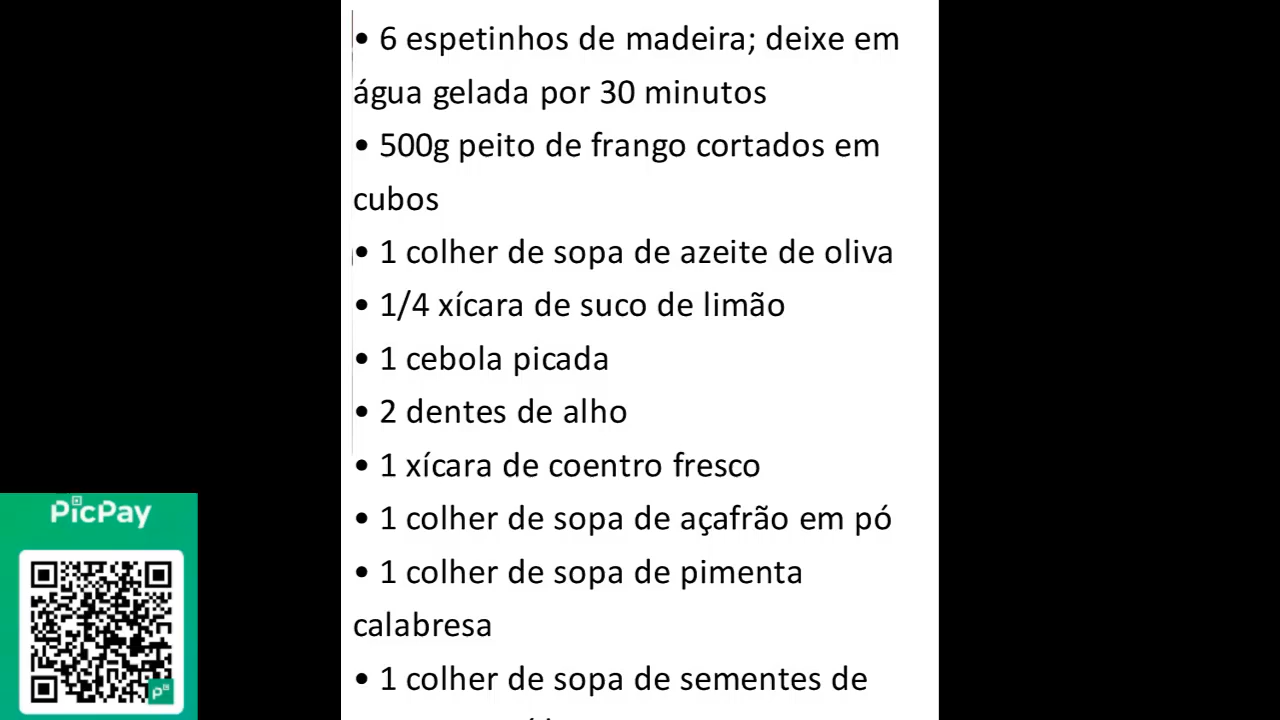 • 6 espetinhos de madeira; deixe em
água gelada por 30 minutos
• 500g peito de frango cortados em
cubos
• 1 colher de sopa de azeite de oliva
• 1/4 xícara de suco de limão
• 1 cebola picada
• 2 dentes de alho
• 1 xícara de coentro fresco
• 1 colher de sopa de açafrão em pó
• 1 colher de sopa de pimenta
calabresa
• 1 colher de sopa de sementes de
PicPay